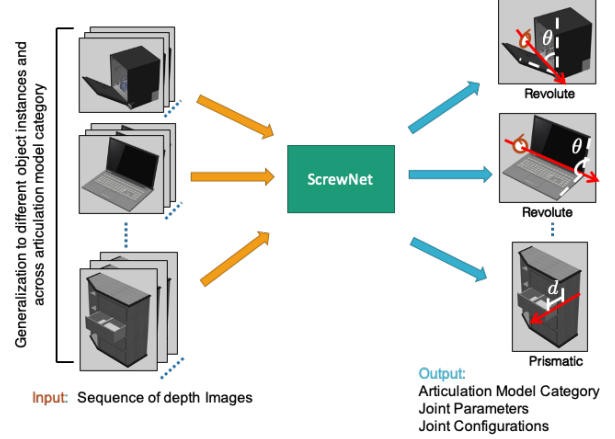 Generalization to different object instances and
across articulation model category
ScrewNet
θ
Revolute
θ
Revolute
d
Prismatic
Input: Sequence of depth Images
Output:
Articulation Model Category
Joint Parameters
Joint Configurations